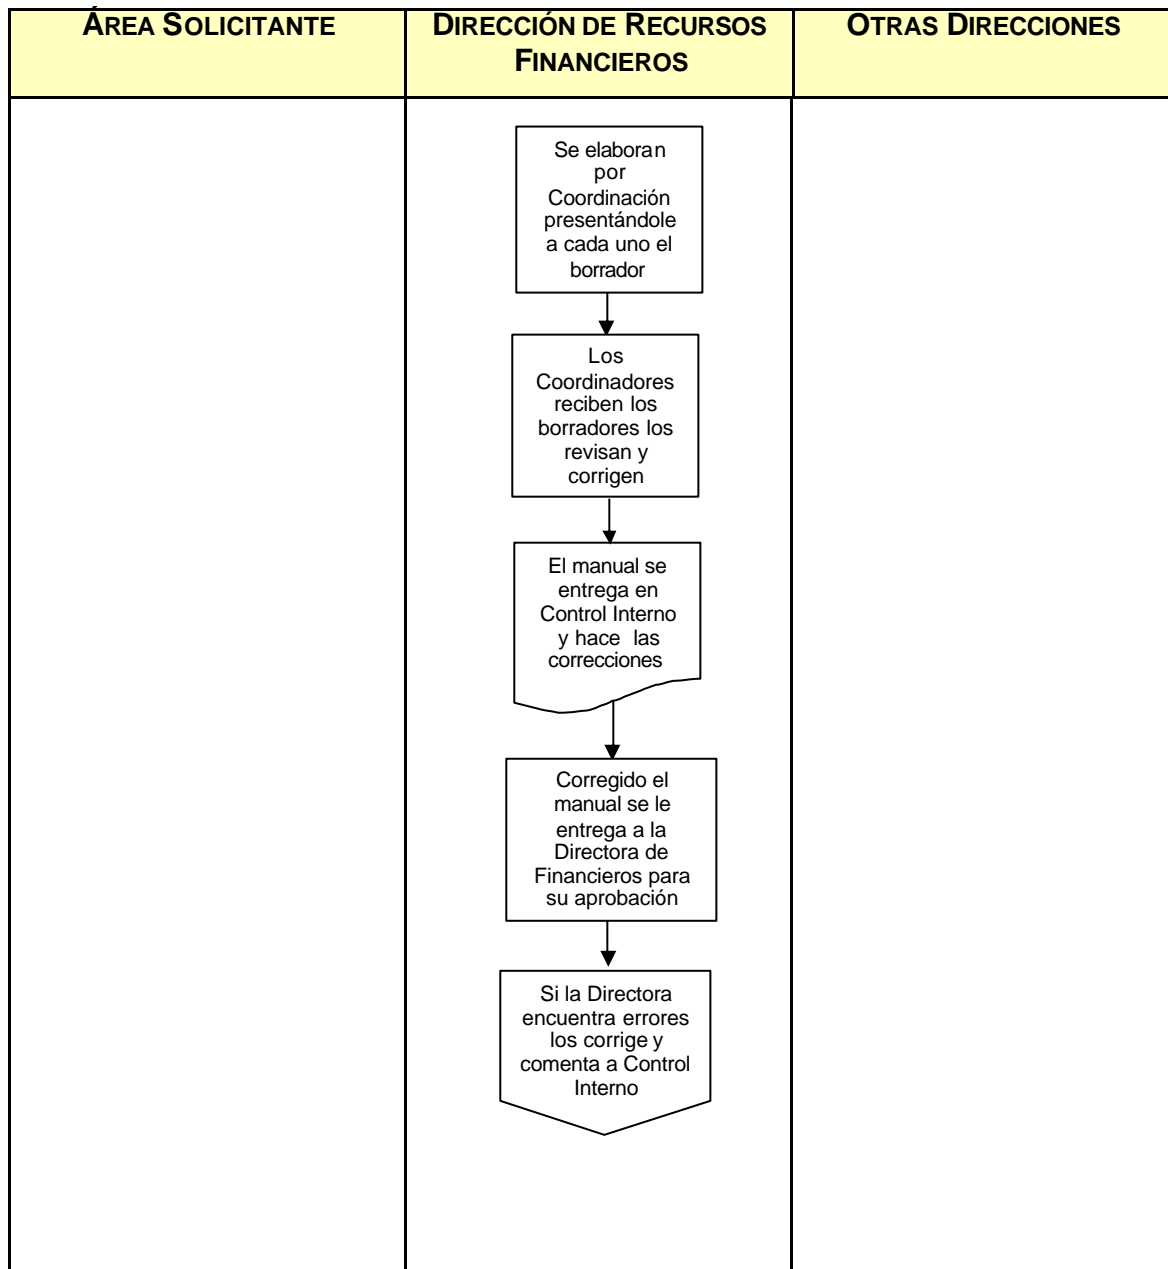 ÁREA SOLICITANTE
DIRECCIÓN DE RECURSOS
FINANCIEROS
OTRAS DIRECCIONES
Se elaboran
por
Coordinación
presentándole
a cada uno el
borrador
Los
Coordinadores
reciben los
borradores los
revisan y
corrigen
El manual se
entrega en
Control Interno
y hace las
correcciones
Corregido el
manual se le
entrega a la
Directora de
Financieros para
su aprobación
Si la Directora
encuentra errores
los corrige y
comenta a Control
Interno